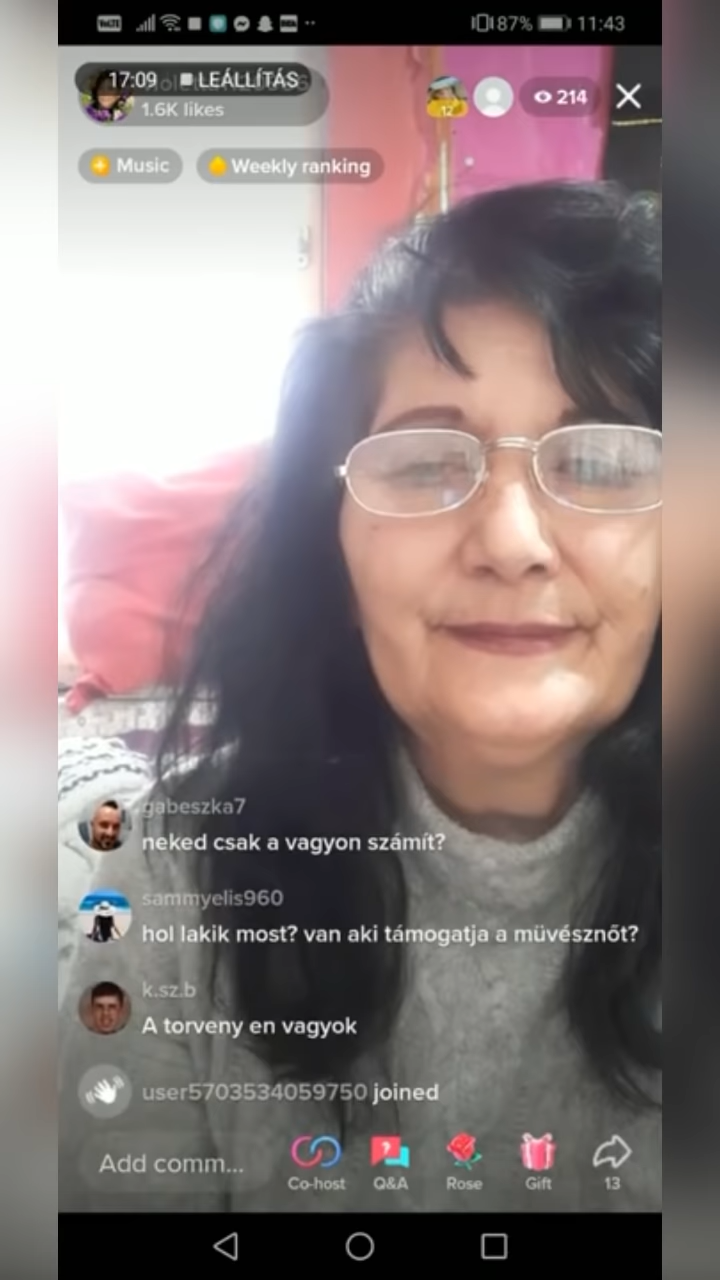 VoLTE
87%
11:43
17:09
LEÁLLÍTÁS
1.6K likes
12
214
Music
Weekly ranking
gabeszka7
neked csak a vagyon számít?
sammyelis960
hol lakik most? van aki támogatja a müvésznőt?
k.sz.b
A torveny en vagyok
user5703534059750 joined
Add comm...
Co-host
Q&A
Rose
Gift
13